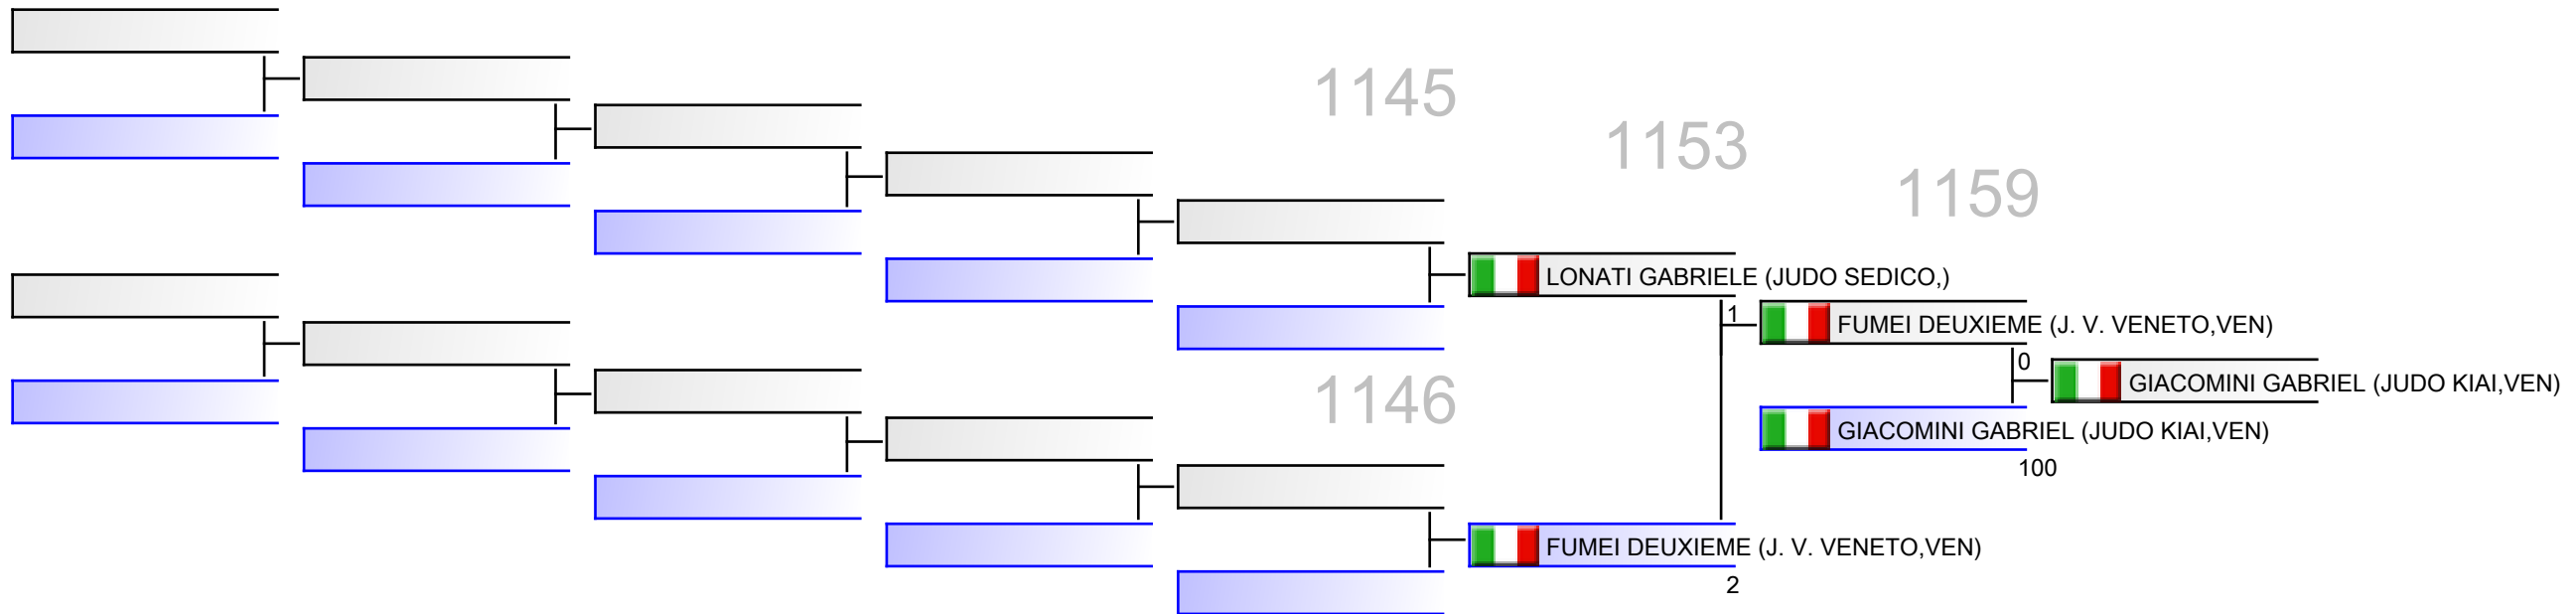 1145
1153
1159
LONATI GABRIELE (JUDO SEDICO,)
1
FUMEI DEUXIEME (J. V. VENETO,VEN)
0
GIACOMINI GABRIEL (JUDO KIAI,VEN)
1146
GIACOMINI GABRIEL (JUDO KIAI,VEN)
100
FUMEI DEUXIEME (J. V. VENETO,VEN)
2